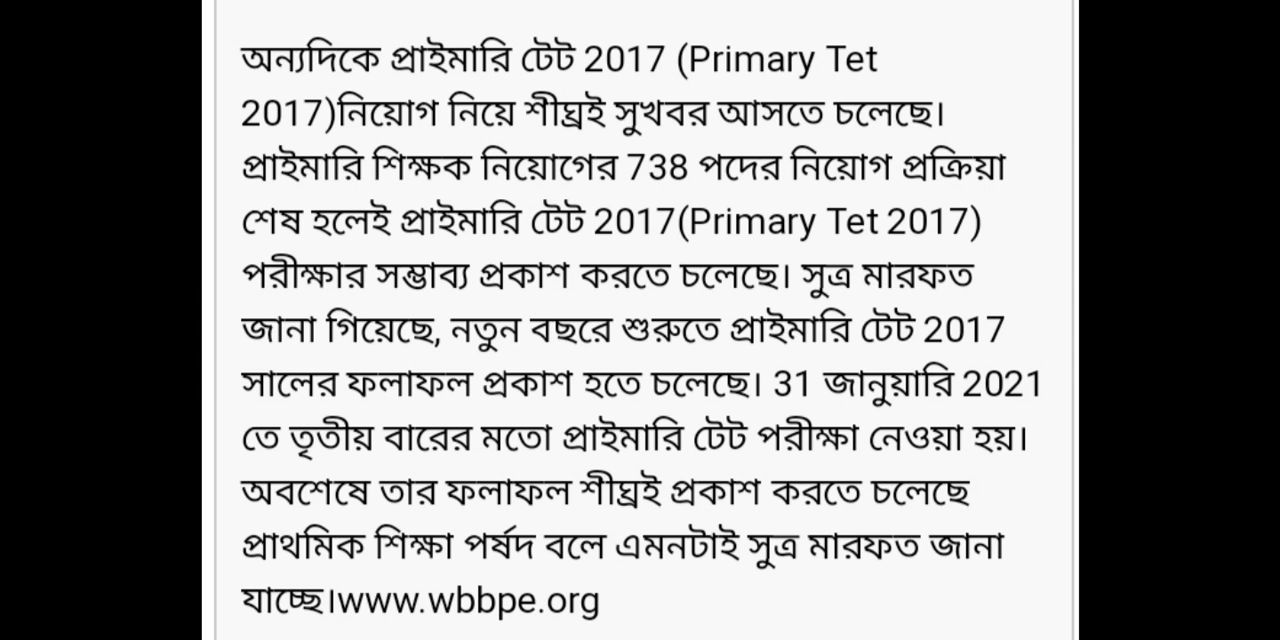 অন্যদিকে প্রাইমারি টেট 2017 (Primary Tet
2017)নিয়োগ নিয়ে শীঘ্রই সুখবর আসতে চলেছে।
প্রাইমারি শিক্ষক নিয়োগের 738 পদের নিয়োগ প্রক্রিয়া
শেষ হলেই প্রাইমারি টেট 2017(Primary Tet 2017)
পরীক্ষার সম্ভাব্য প্রকাশ করতে চলেছে। সুত্র মারফত
জানা গিয়েছে, নতুন বছরে শুরুতে প্রাইমারি টেট 2017
সালের ফলাফল প্রকাশ হতে চলেছে। 31 জানুয়ারি 2021
তে তৃতীয় বারের মতো প্রাইমারি টেট পরীক্ষা নেওয়া হয়।
অবশেষে তার ফলাফল শীঘ্রই প্রকাশ করতে চলেছে
প্রাথমিক শিক্ষা পর্ষদ বলে এমনটাই সুত্র মারফত জানা
যাচ্ছে।www.wbbpe.org